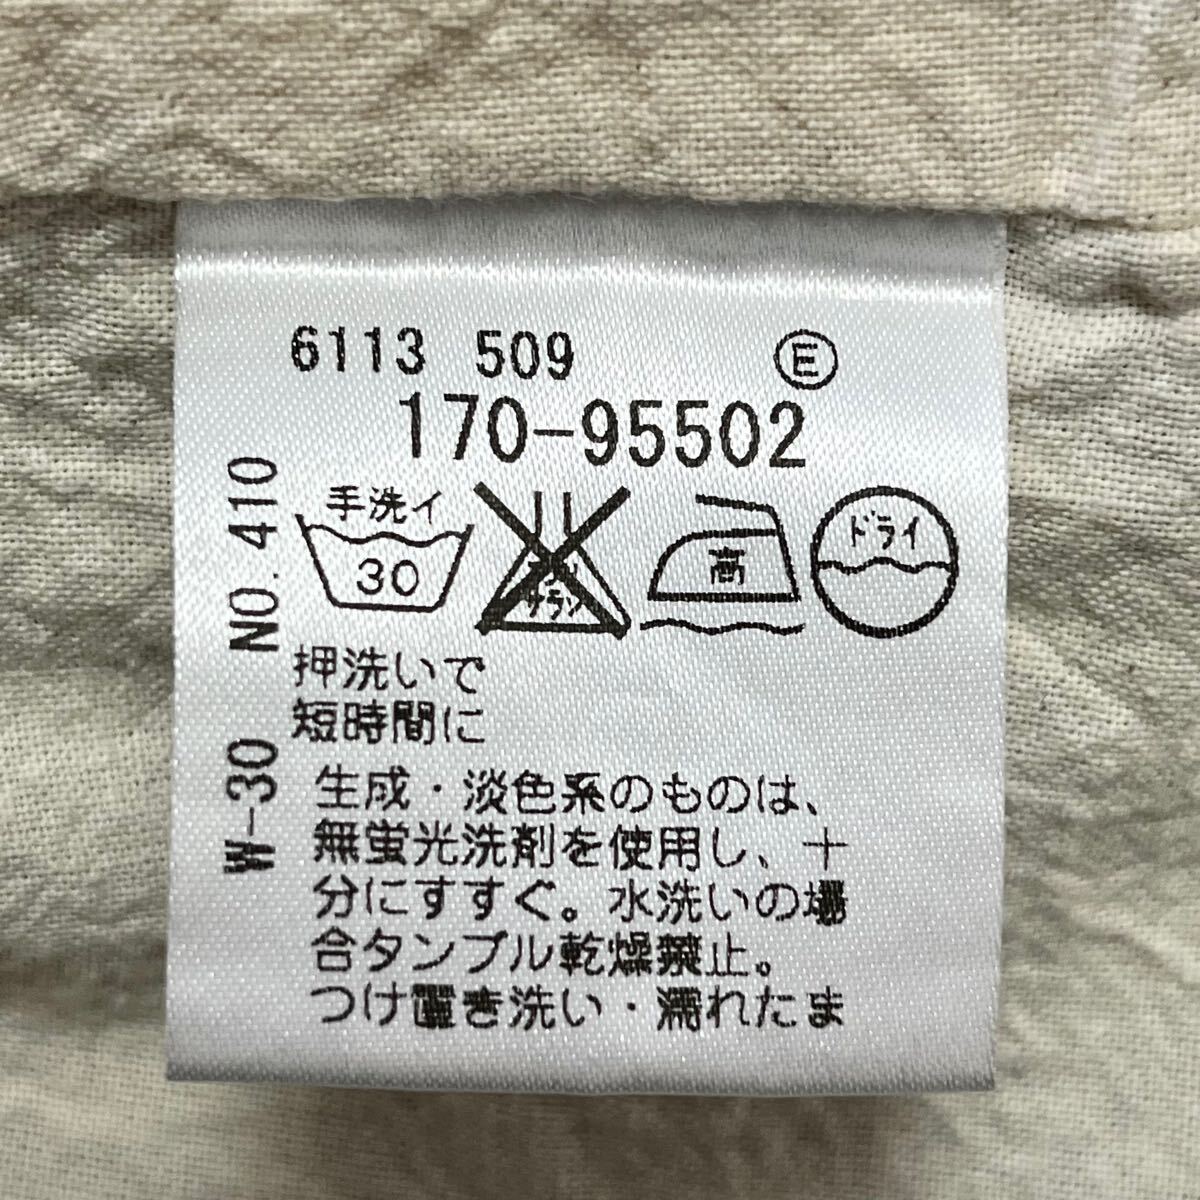 6113 509 Ⓔ
170-95502
手洗イ
30
サラシ
高
ドライ
押洗いで
短時間に
生成・淡色系のものは、
無蛍光洗剤を使用し、十
分にすすぐ。水洗いの場
合タンブル乾燥禁止。
つけ置き洗い・濡れたま
W-30 NO.410